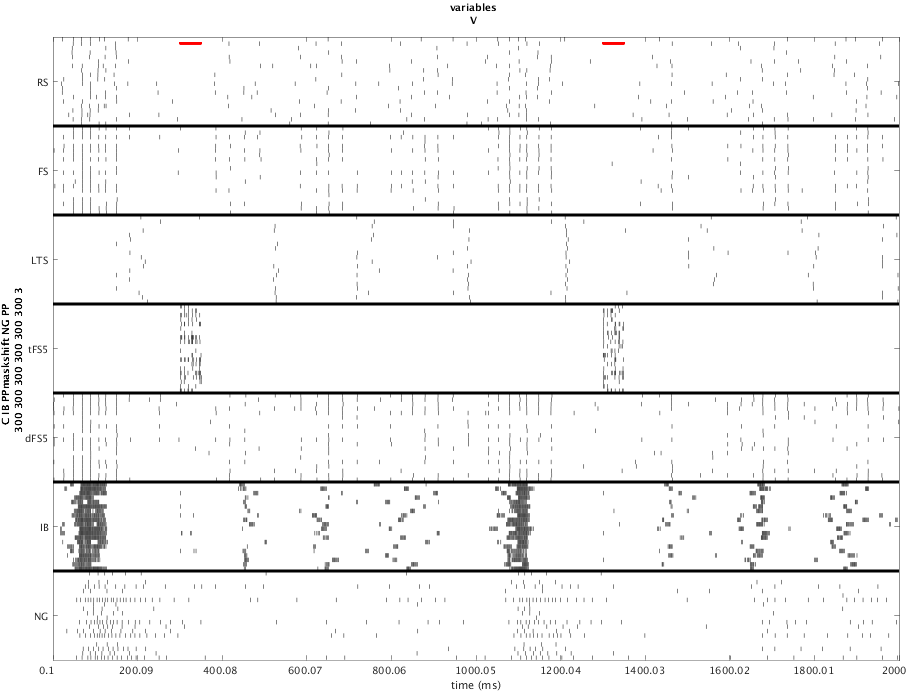 variables
V
RS
FS
LTS
tFS5
dFS5
IB
NG
C IB PPmaskshift NG PP
300 300 300 300 300 300 3
0.1 200.09 400.08 600.07 800.06 1000.05 1200.04 1400.03 1600.02 1800.01 2000
time (ms)